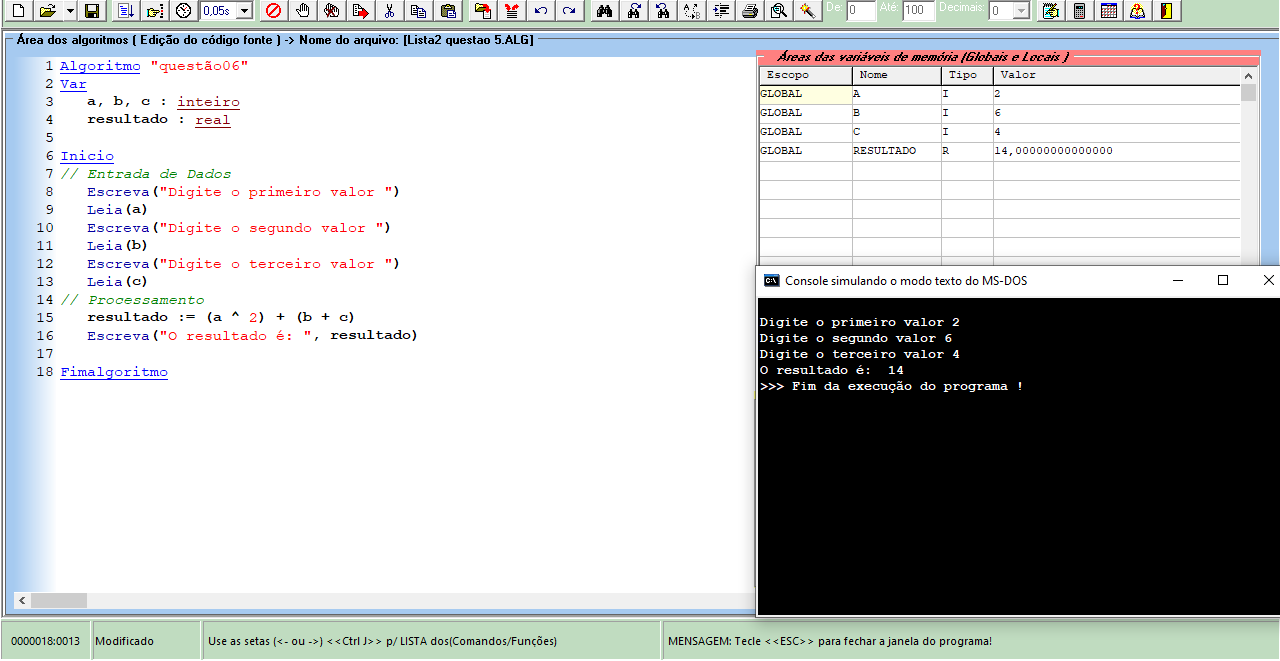 0,05s De: 0 Até: 100 Decimais: 0
Área dos algoritmos ( Edição do código fonte ) -> Nome do arquivo: [Lista2 questao 5.ALG]
1 Algoritmo "questão06"
2 Var
3 a, b, c : inteiro
4 resultado : real
5
6 Inicio
7 // Entrada de Dados
8 Escreva("Digite o primeiro valor ")
9 Leia(a)
10 Escreva("Digite o segundo valor ")
11 Leia(b)
12 Escreva("Digite o terceiro valor ")
13 Leia(c)
14 // Processamento
15 resultado := (a ^ 2) + (b + c)
16 Escreva("O resultado é: ", resultado)
17
18 Fimalgoritmo
Áreas das variáveis de memória (Globais e Locais )
Escopo Nome Tipo Valor
GLOBAL A I 2
GLOBAL B I 6
GLOBAL C I 4
GLOBAL RESULTADO R 14,00000000000000
Console simulando o modo texto do MS-DOS
Digite o primeiro valor 2
Digite o segundo valor 6
Digite o terceiro valor 4
O resultado é:  14
>>> Fim da execução do programa !
0000018:0013 Modificado Use as setas (<- ou ->) <<Ctrl J>> p/ LISTA dos(Comandos/Funções) MENSAGEM: Tecle <<ESC>> para fechar a janela do programa!